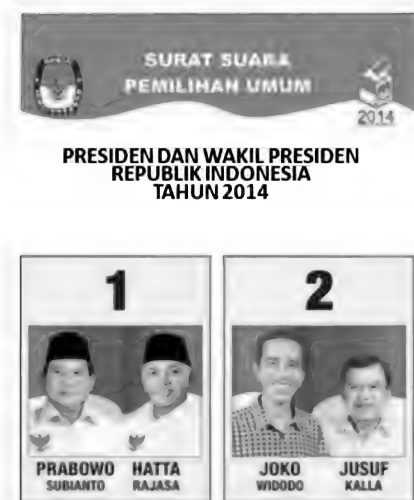 SURAT SUARA
PEMILIHAN UMUM
2014
PRESIDEN DAN WAKIL PRESIDEN
REPUBLIK INDONESIA
TAHUN 2014
1
2
PRABOWO HATTA
SUBIANTO RAJASA
JOKO JUSUF
WIDODO KALLA